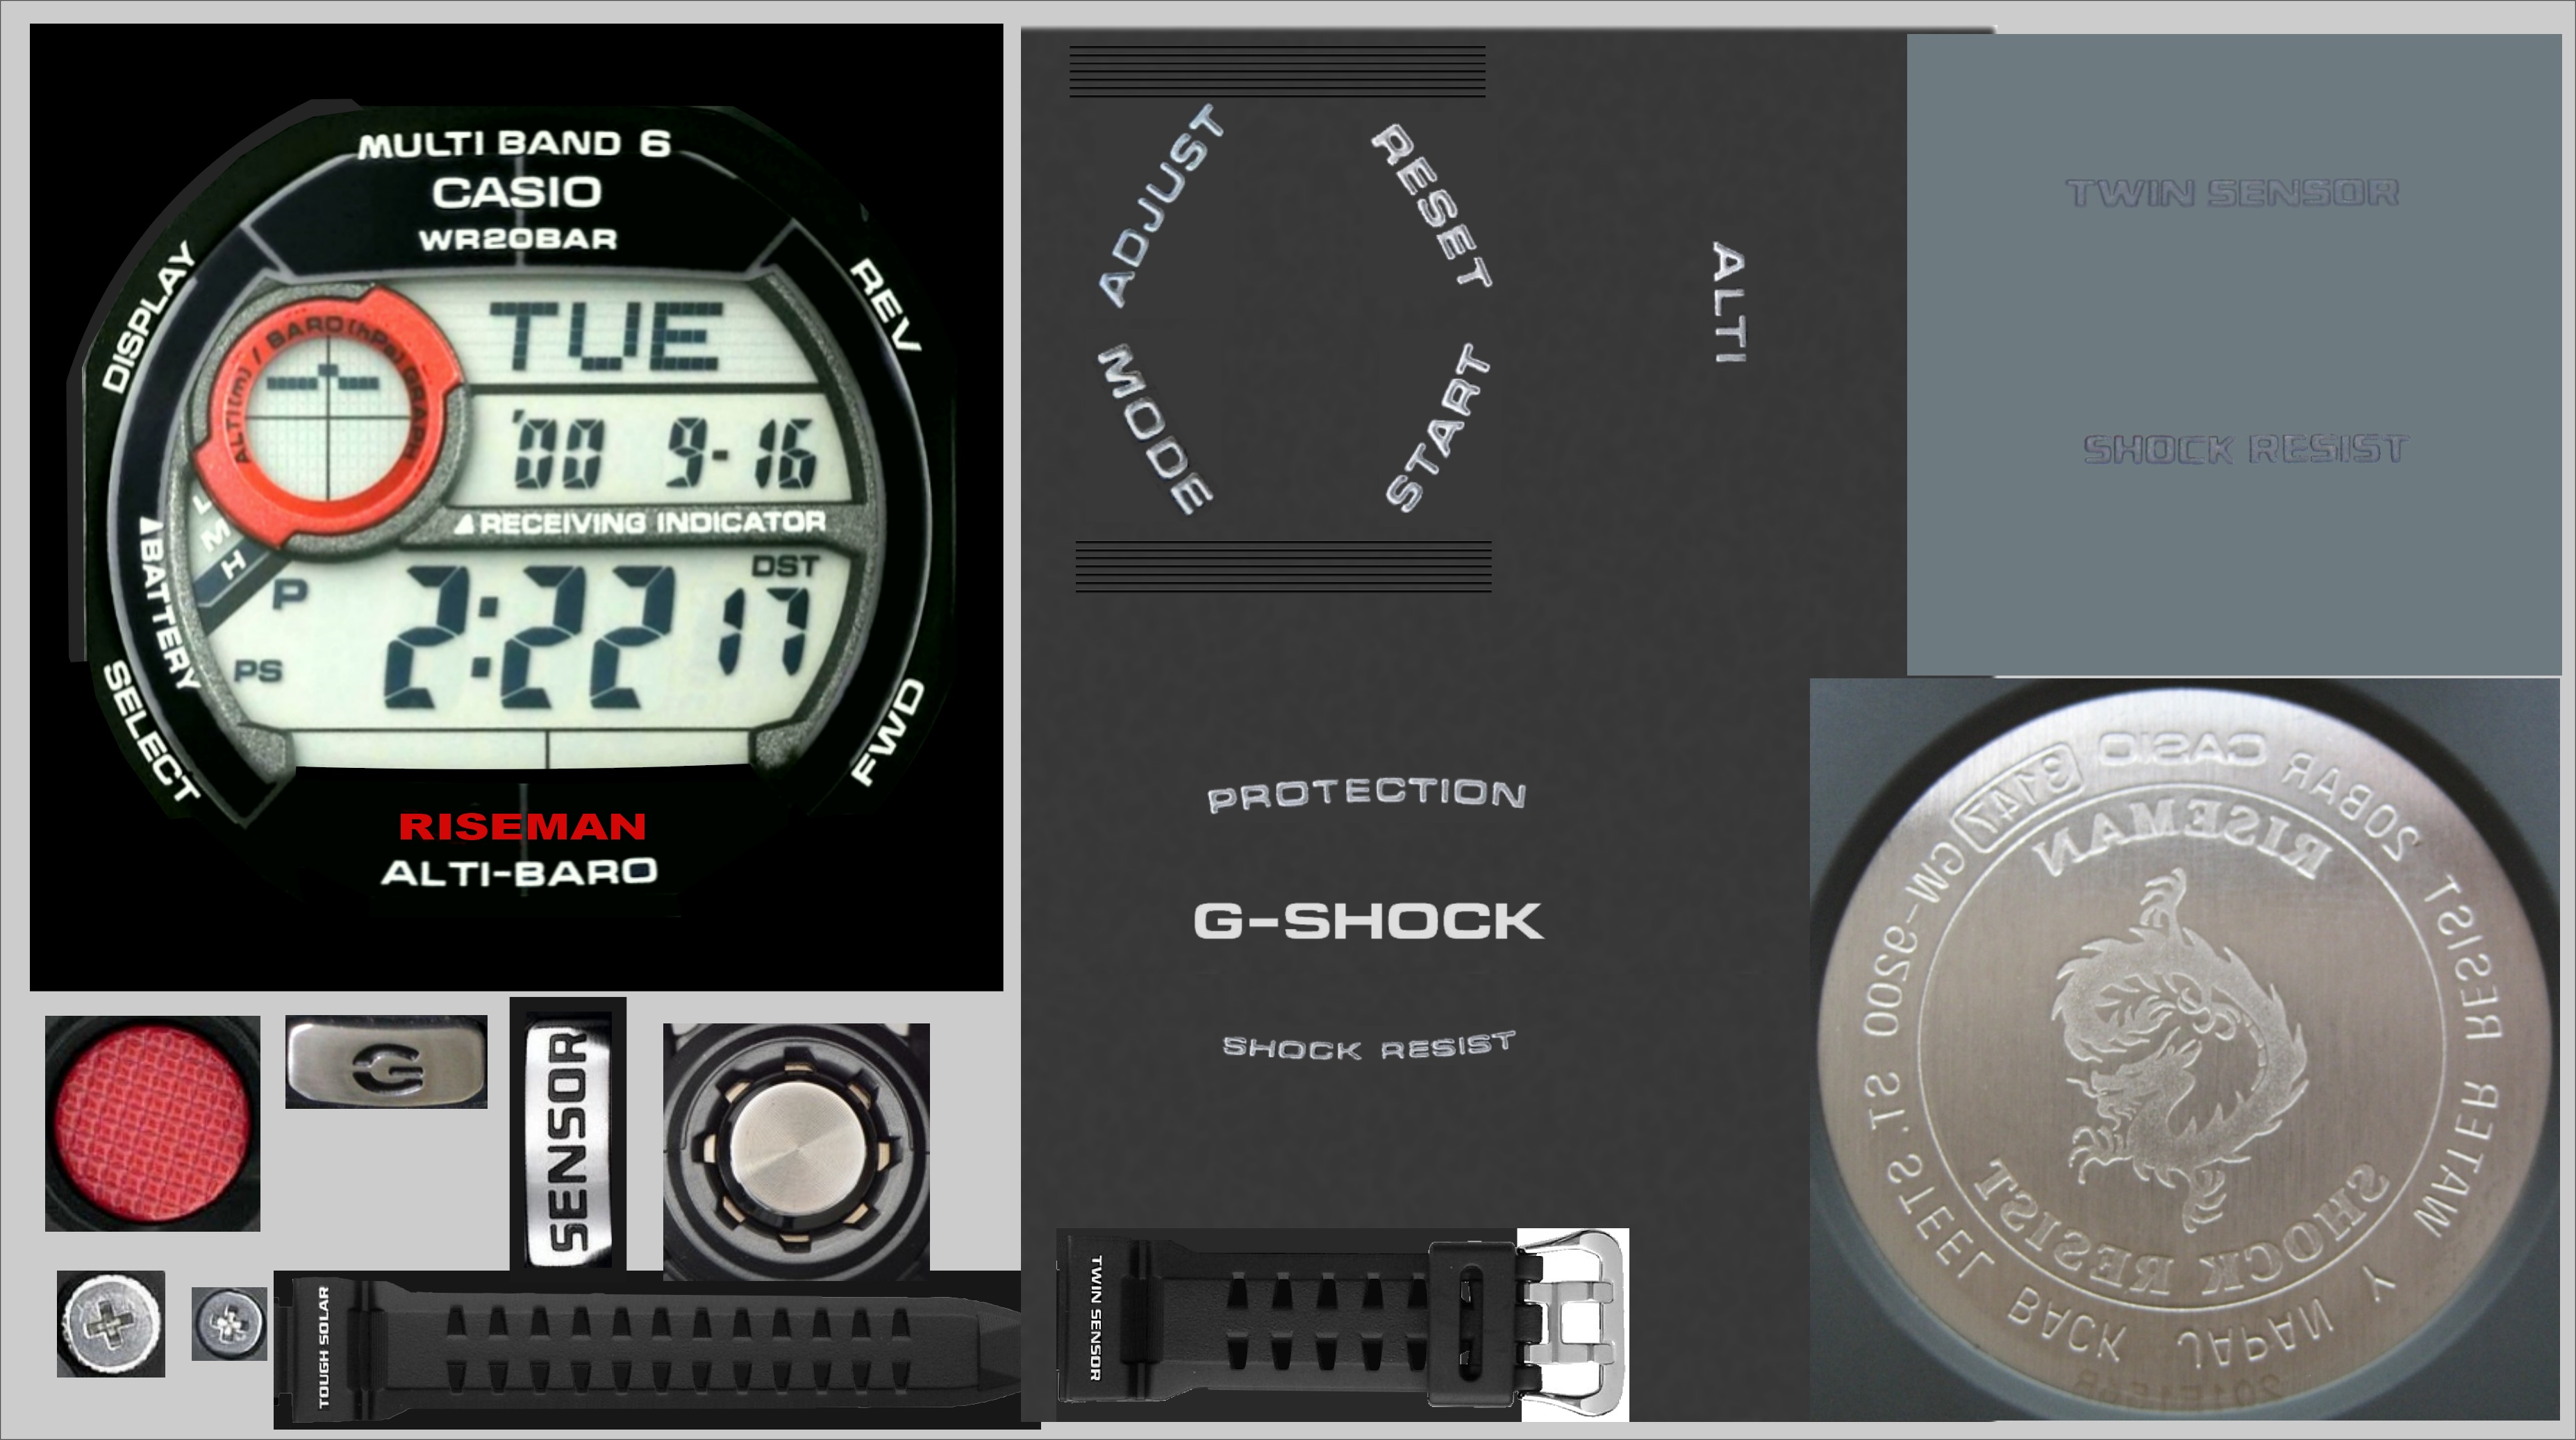 MULTI BAND 6
CASIO
WR20BAR
DISPLAY
REV
ALTI(m) / BARO(hPa) GRAPH
TUE
'00 9-16
RECEIVING INDICATOR
L
M
H
BATTERY
P
DST
2:22 17
PS
SELECT
FWD
RISEMAN
ALTI-BARO
G
SENSOR
TOUGH SOLAR
ADJUST
RESET
MODE
START
ALTI
PROTECTION
G-SHOCK
SHOCK RESIST
TWIN SENSOR
TWIN SENSOR
SHOCK RESIST
CASIO
3147
GW-9200
ST. STEEL BACK
JAPAN Y
WATER RESIST
20BAR
RISEMAN
SHOCK RESIST